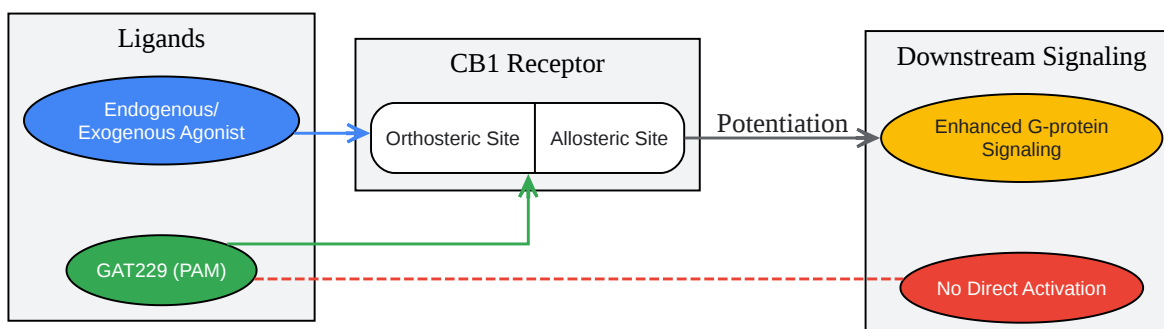 Ligands
Endogenous/
Exogenous Agonist
GAT229 (PAM)
CB1 Receptor
Orthosteric Site
Allosteric Site
Potentiation
Downstream Signaling
Enhanced G-protein
Signaling
No Direct Activation